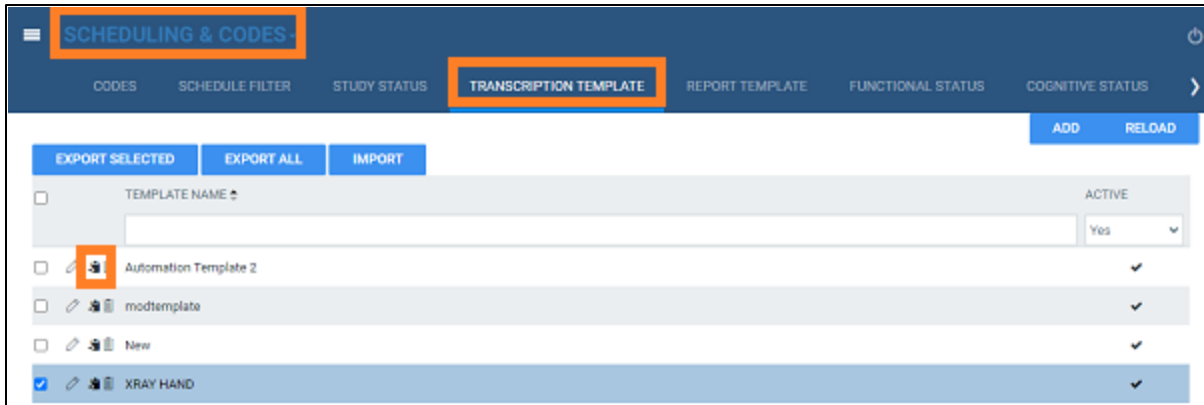 SCHEDULING & CODES
CODES SCHEDULE FILTER STUDY STATUS TRANSCRIPTION TEMPLATE REPORT TEMPLATE FUNCTIONAL STATUS COGNITIVE STATUS
ADD RELOAD
EXPORT SELECTED EXPORT ALL IMPORT
TEMPLATE NAME ACTIVE
Yes
Automation Template 2
modtemplate
New
XRAY HAND